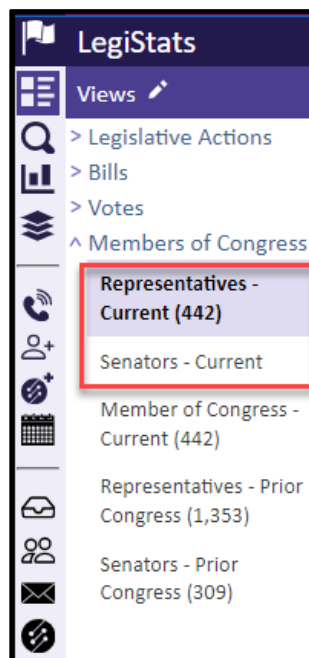 LegiStats
Views
> Legislative Actions
> Bills
> Votes
^ Members of Congress
Representatives -
Current (442)
Senators - Current
Member of Congress -
Current (442)
Representatives - Prior
Congress (1,353)
Senators - Prior
Congress (309)